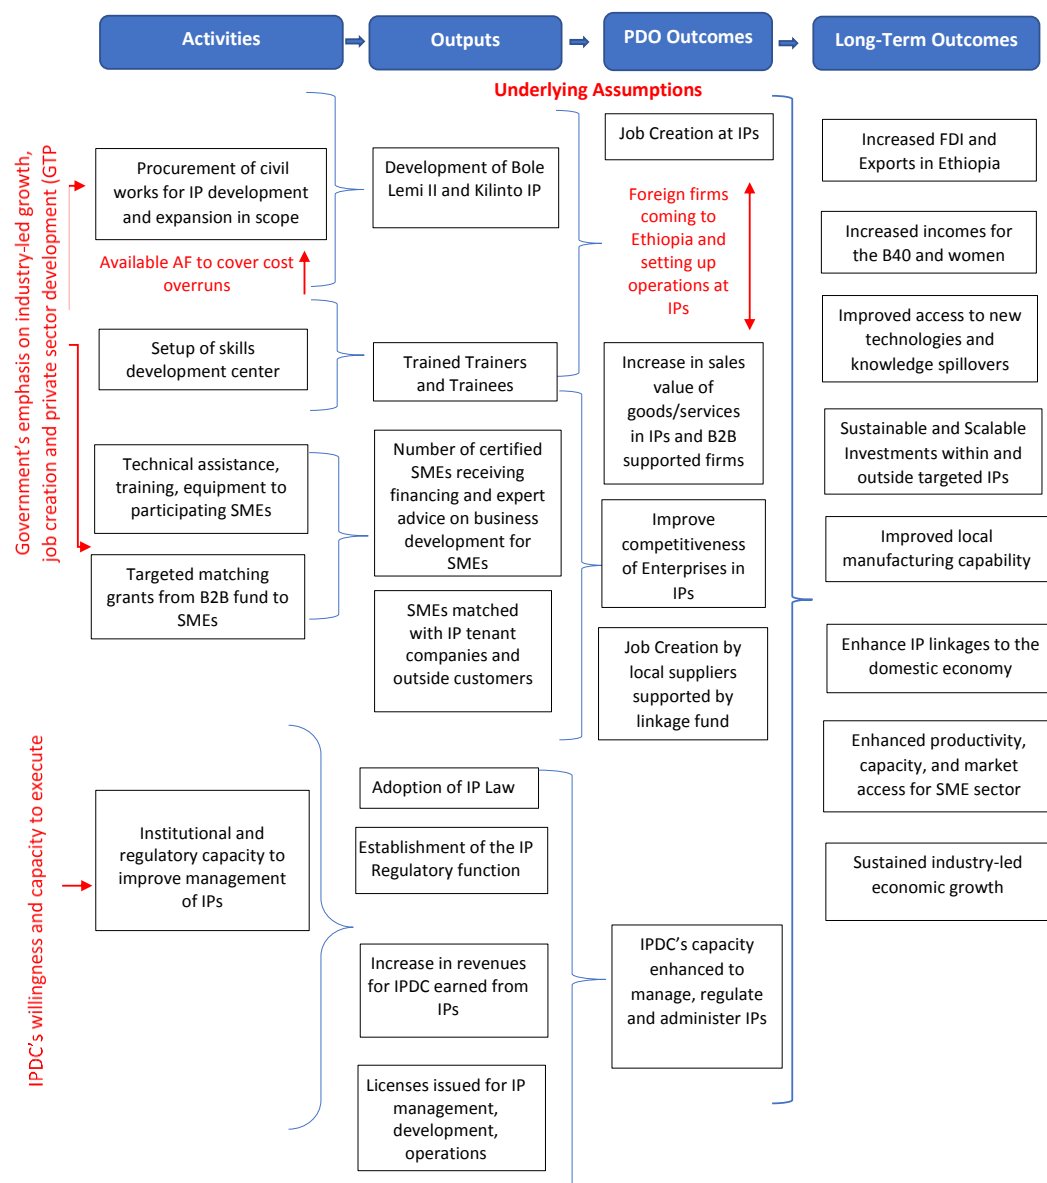 Activities
Outputs
PDO Outcomes
Long-Term Outcomes
Underlying Assumptions
Government's emphasis on industry-led growth,
job creation and private sector development (GTP
IPDC's willingness and capacity to execute
Procurement of civil
works for IP development
and expansion in scope
Available AF to cover cost
overruns
Setup of skills
development center
Technical assistance,
training, equipment to
participating SMEs
Targeted matching
grants from B2B fund to
SMEs
Institutional and
regulatory capacity to
improve management
of IPs
Development of Bole
Lemi II and Kilinto IP
Trained Trainers
and Trainees
Number of certified
SMEs receiving
financing and expert
advice on business
development for
SMEs
SMEs matched
with IP tenant
companies and
outside customers
Adoption of IP Law
Establishment of the IP
Regulatory function
Increase in revenues
for IPDC earned from
IPs
Licenses issued for IP
management,
development,
operations
Job Creation at IPs
Foreign firms
coming to
Ethiopia and
setting up
operations at
IPs
Increase in sales
value of
goods/services
in IPs and B2B
supported firms
Improve
competitiveness
of Enterprises in
IPs
Job Creation by
local suppliers
supported by
linkage fund
IPDC's capacity
enhanced to
manage, regulate
and administer IPs
Increased FDI and
Exports in Ethiopia
Increased incomes for
the B40 and women
Improved access to new
technologies and
knowledge spillovers
Sustainable and Scalable
Investments within and
outside targeted IPs
Improved local
manufacturing capability
Enhance IP linkages to the
domestic economy
Enhanced productivity,
capacity, and market
access for SME sector
Sustained industry-led
economic growth